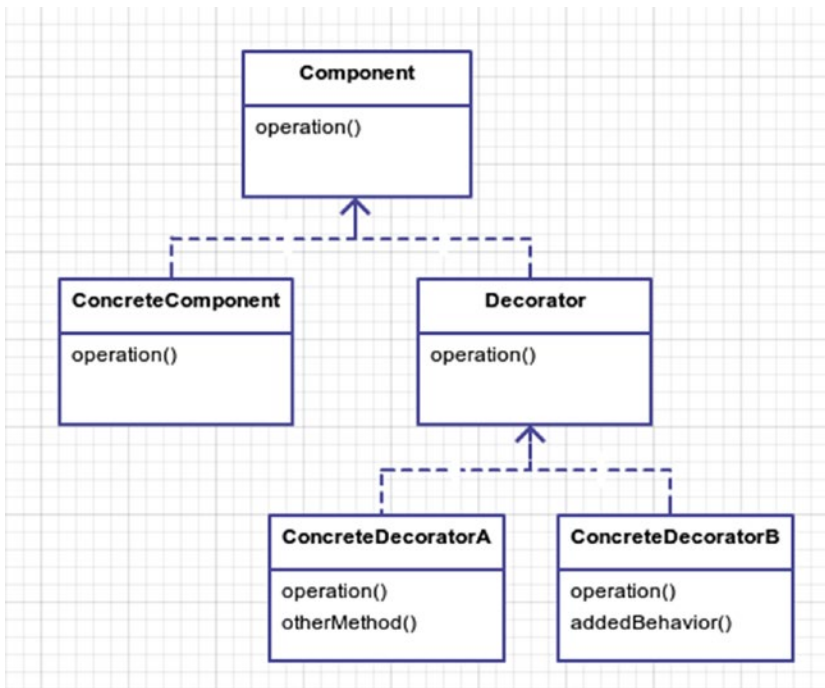 Component
operation()
ConcreteComponent
operation()
Decorator
operation()
ConcreteDecoratorA
operation()
otherMethod()
ConcreteDecoratorB
operation()
addedBehavior()